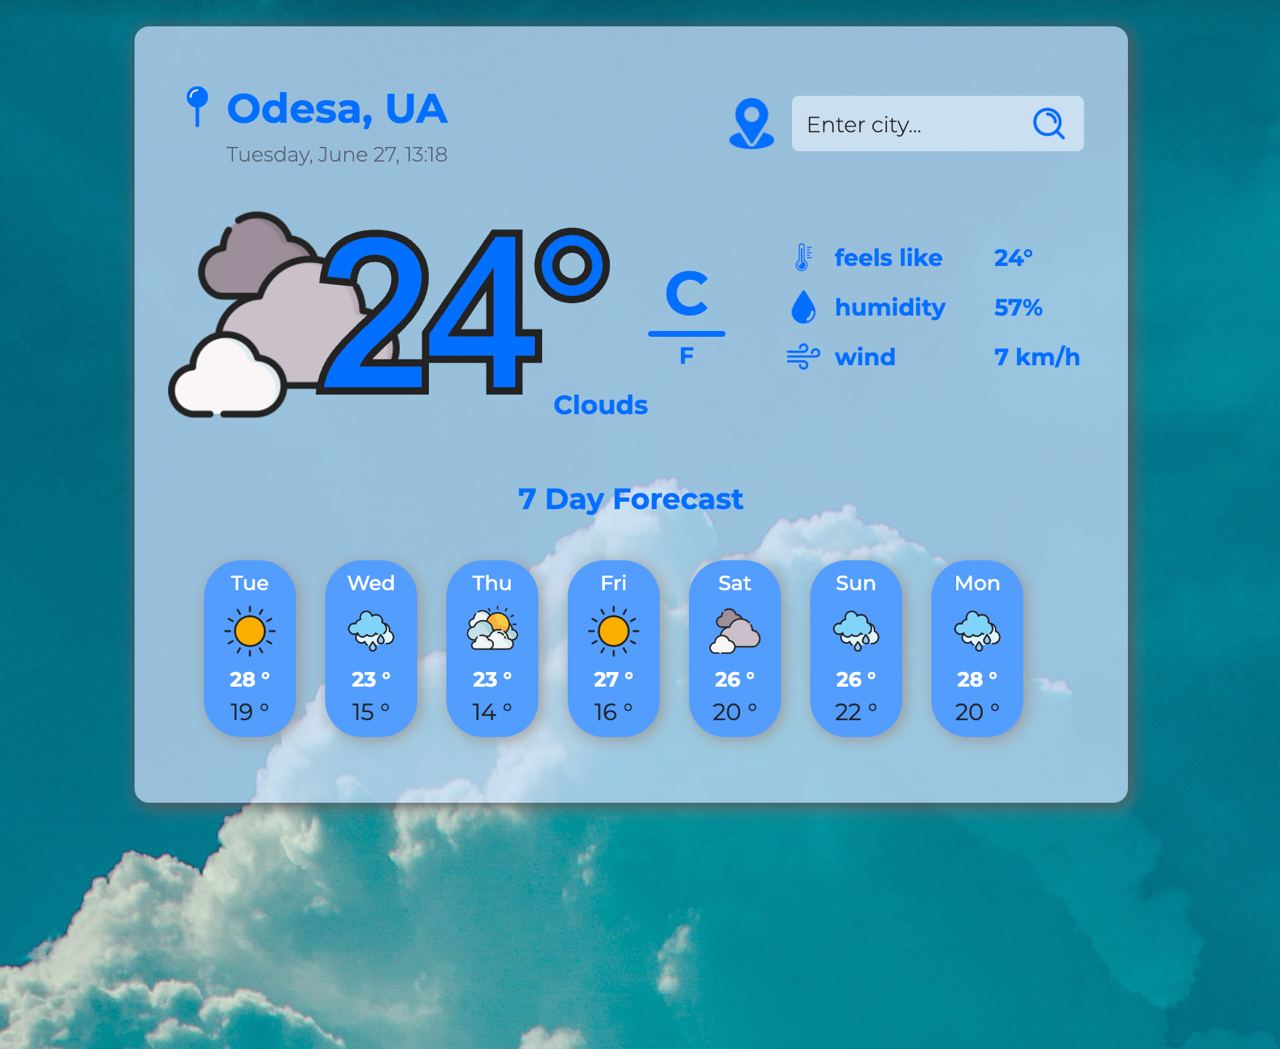 Odesa, UA
Tuesday, June 27, 13:18
Enter city...
24°
C
F
Clouds
feels like 24°
humidity 57%
wind 7 km/h
7 Day Forecast
Tue Wed Thu Fri Sat Sun Mon
28 ° 23 ° 23 ° 27 ° 26 ° 26 ° 28 °
19 ° 15 ° 14 ° 16 ° 20 ° 22 ° 20 °